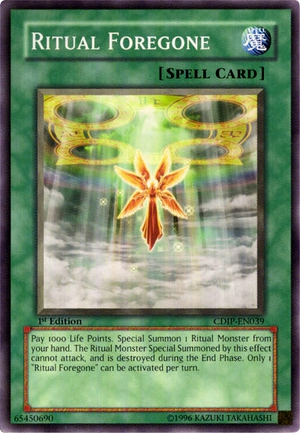 RITUAL FOREGONE
魔
[SPELL CARD]
1st Edition CDIP-EN039
Pay 1000 Life Points. Special Summon 1 Ritual Monster from
your hand. The Ritual Monster Special Summoned by this effect
cannot attack, and is destroyed during the End Phase. Only 1
"Ritual Foregone" can be activated per turn.
65450690 ©1996 KAZUKI TAKAHASHI